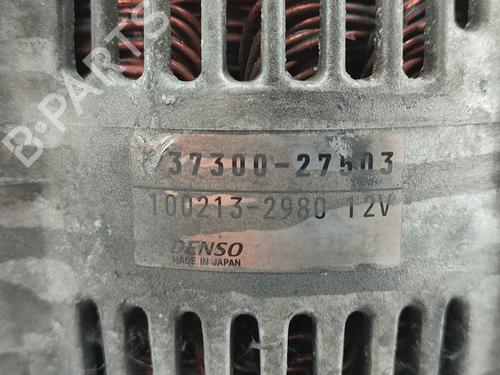 B-PARTS
37300-27503
100213-2980 12V
DENSO
MADE IN JAPAN